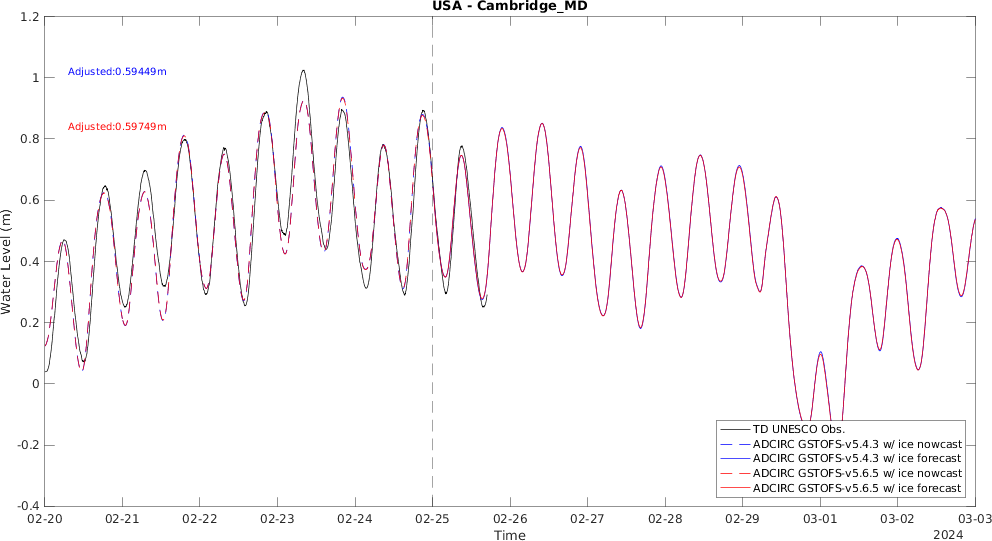 USA - Cambridge_MD
1.2
1
0.8
0.6
0.4
0.2
0
-0.2
-0.4
Water Level (m)
Adjusted:0.59449m
Adjusted:0.59749m
TD UNESCO Obs.
ADCIRC GSTOFS-v5.4.3 w/ ice nowcast
ADCIRC GSTOFS-v5.4.3 w/ ice forecast
ADCIRC GSTOFS-v5.6.5 w/ ice nowcast
ADCIRC GSTOFS-v5.6.5 w/ ice forecast
02-20 02-21 02-22 02-23 02-24 02-25 02-26 02-27 02-28 02-29 03-01 03-02 03-03
Time
2024